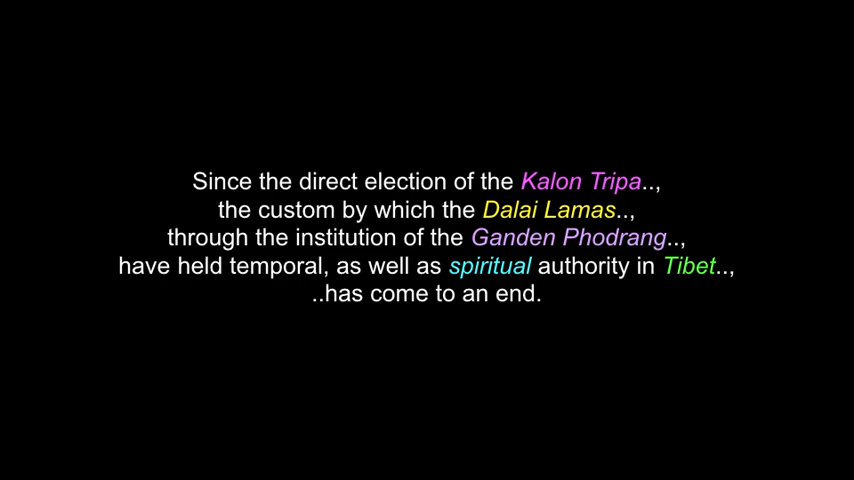 Since the direct election of the Kalon Tripa..,
the custom by which the Dalai Lamas..,
through the institution of the Ganden Phodrang..,
have held temporal, as well as spiritual authority in Tibet..,
..has come to an end.